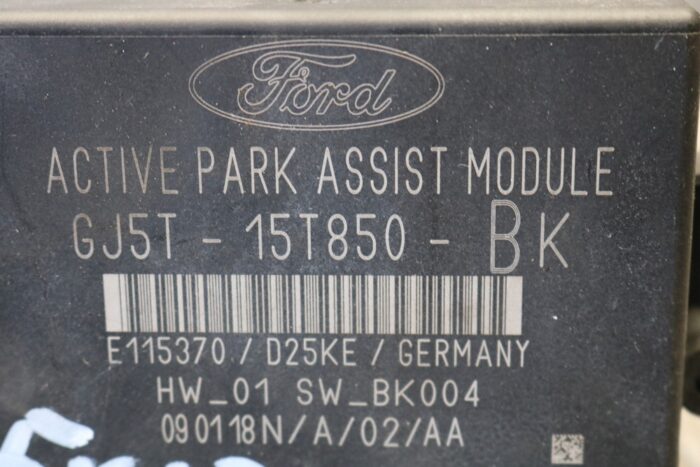 Ford
ACTIVE PARK ASSIST MODULE
GJ5T - 15T850 - BK
E115370 / D25KE / GERMANY
HW_01 SW_BK004
090118N/A/02/AA